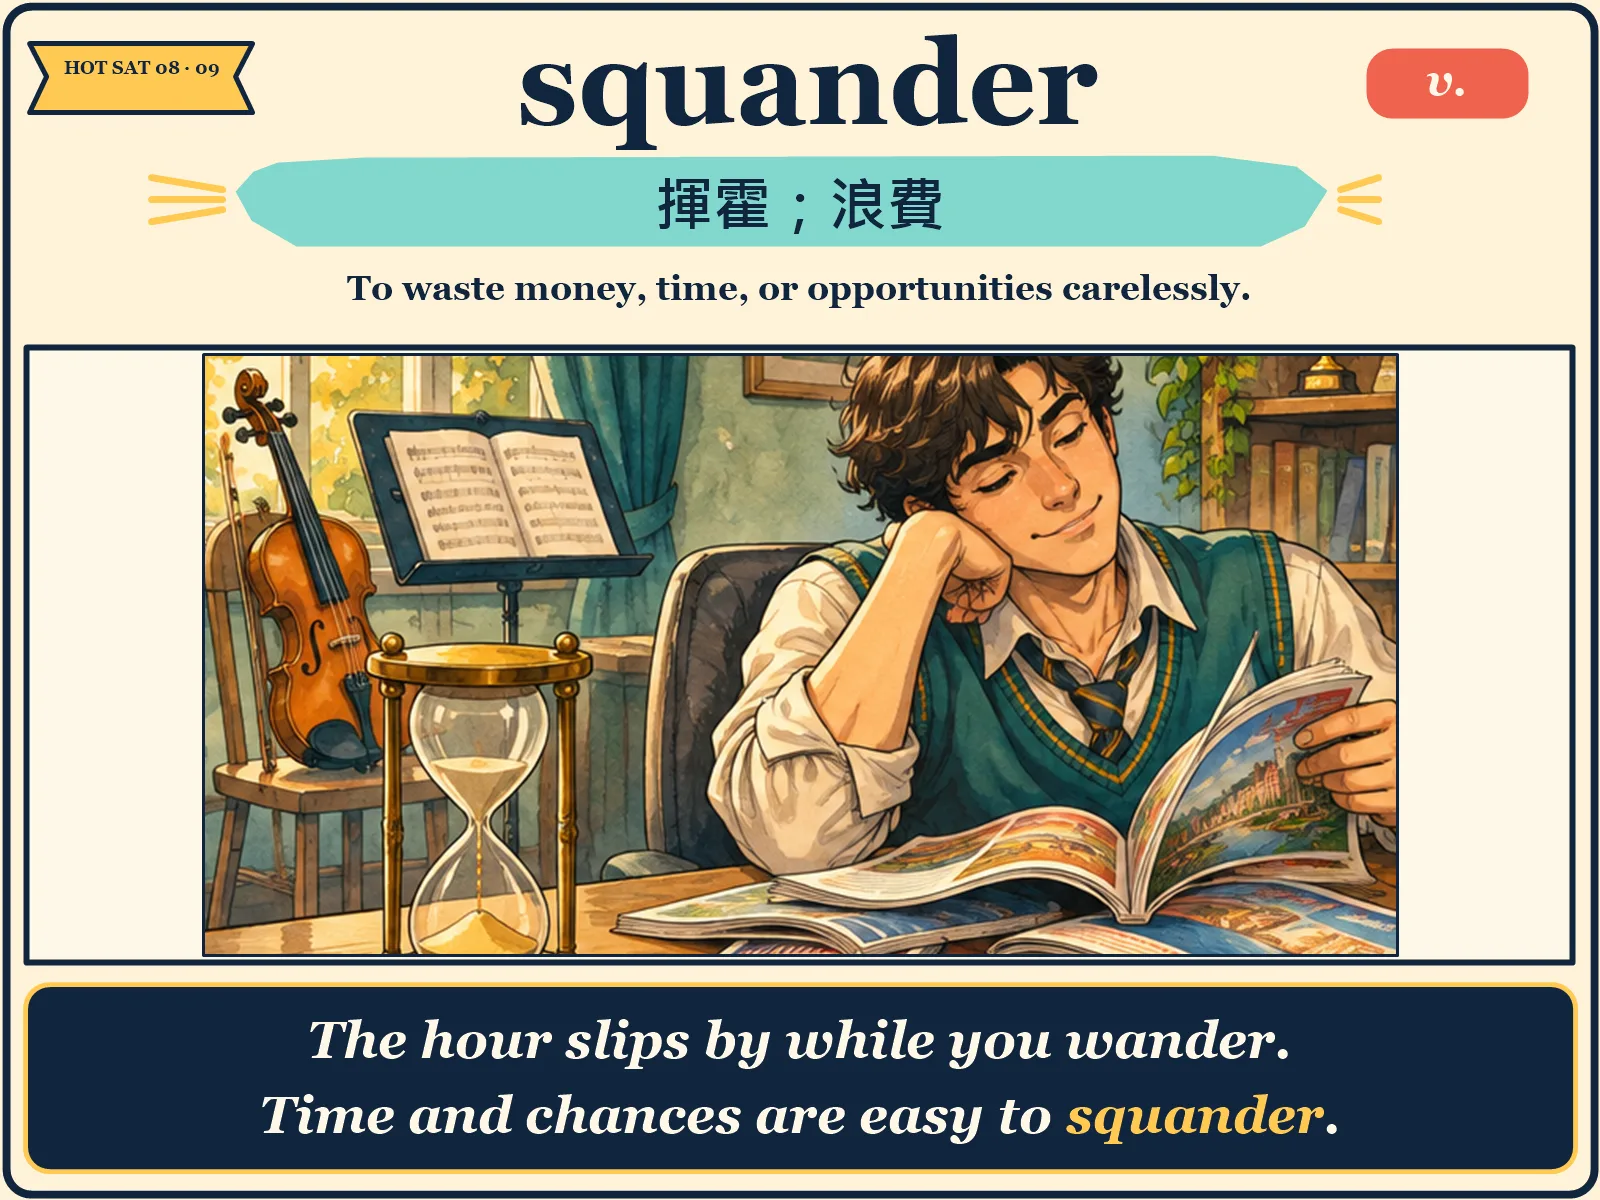 HOT SAT 08 · 09
squander
v.
揮霍；浪費
To waste money, time, or opportunities carelessly.
The hour slips by while you wander.
Time and chances are easy to squander.